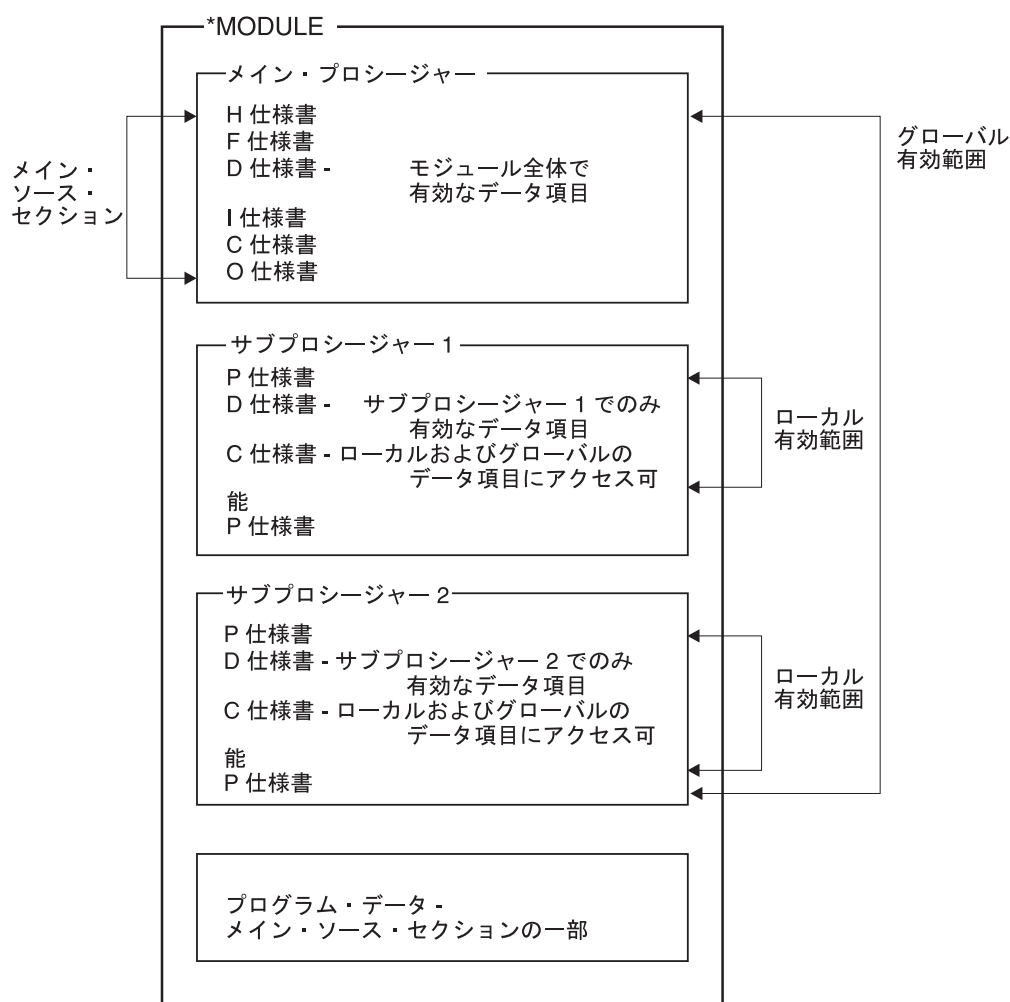 *MODULE
メイン・プロシージャー
H 仕様書
F 仕様書
D 仕様書 - モジュール全体で
有効なデータ項目
I 仕様書
C 仕様書
O 仕様書
メイン・
ソース・
セクション
グローバル
有効範囲
サブプロシージャー 1
P 仕様書
D 仕様書 - サブプロシージャー 1 でのみ
有効なデータ項目
C 仕様書 - ローカルおよびグローバルの
データ項目にアクセス可
能
P 仕様書
ローカル
有効範囲
サブプロシージャー 2
P 仕様書
D 仕様書 - サブプロシージャー 2 でのみ
有効なデータ項目
C 仕様書 - ローカルおよびグローバルの
データ項目にアクセス可
能
P 仕様書
ローカル
有効範囲
プログラム・データ -
メイン・ソース・セクションの一部